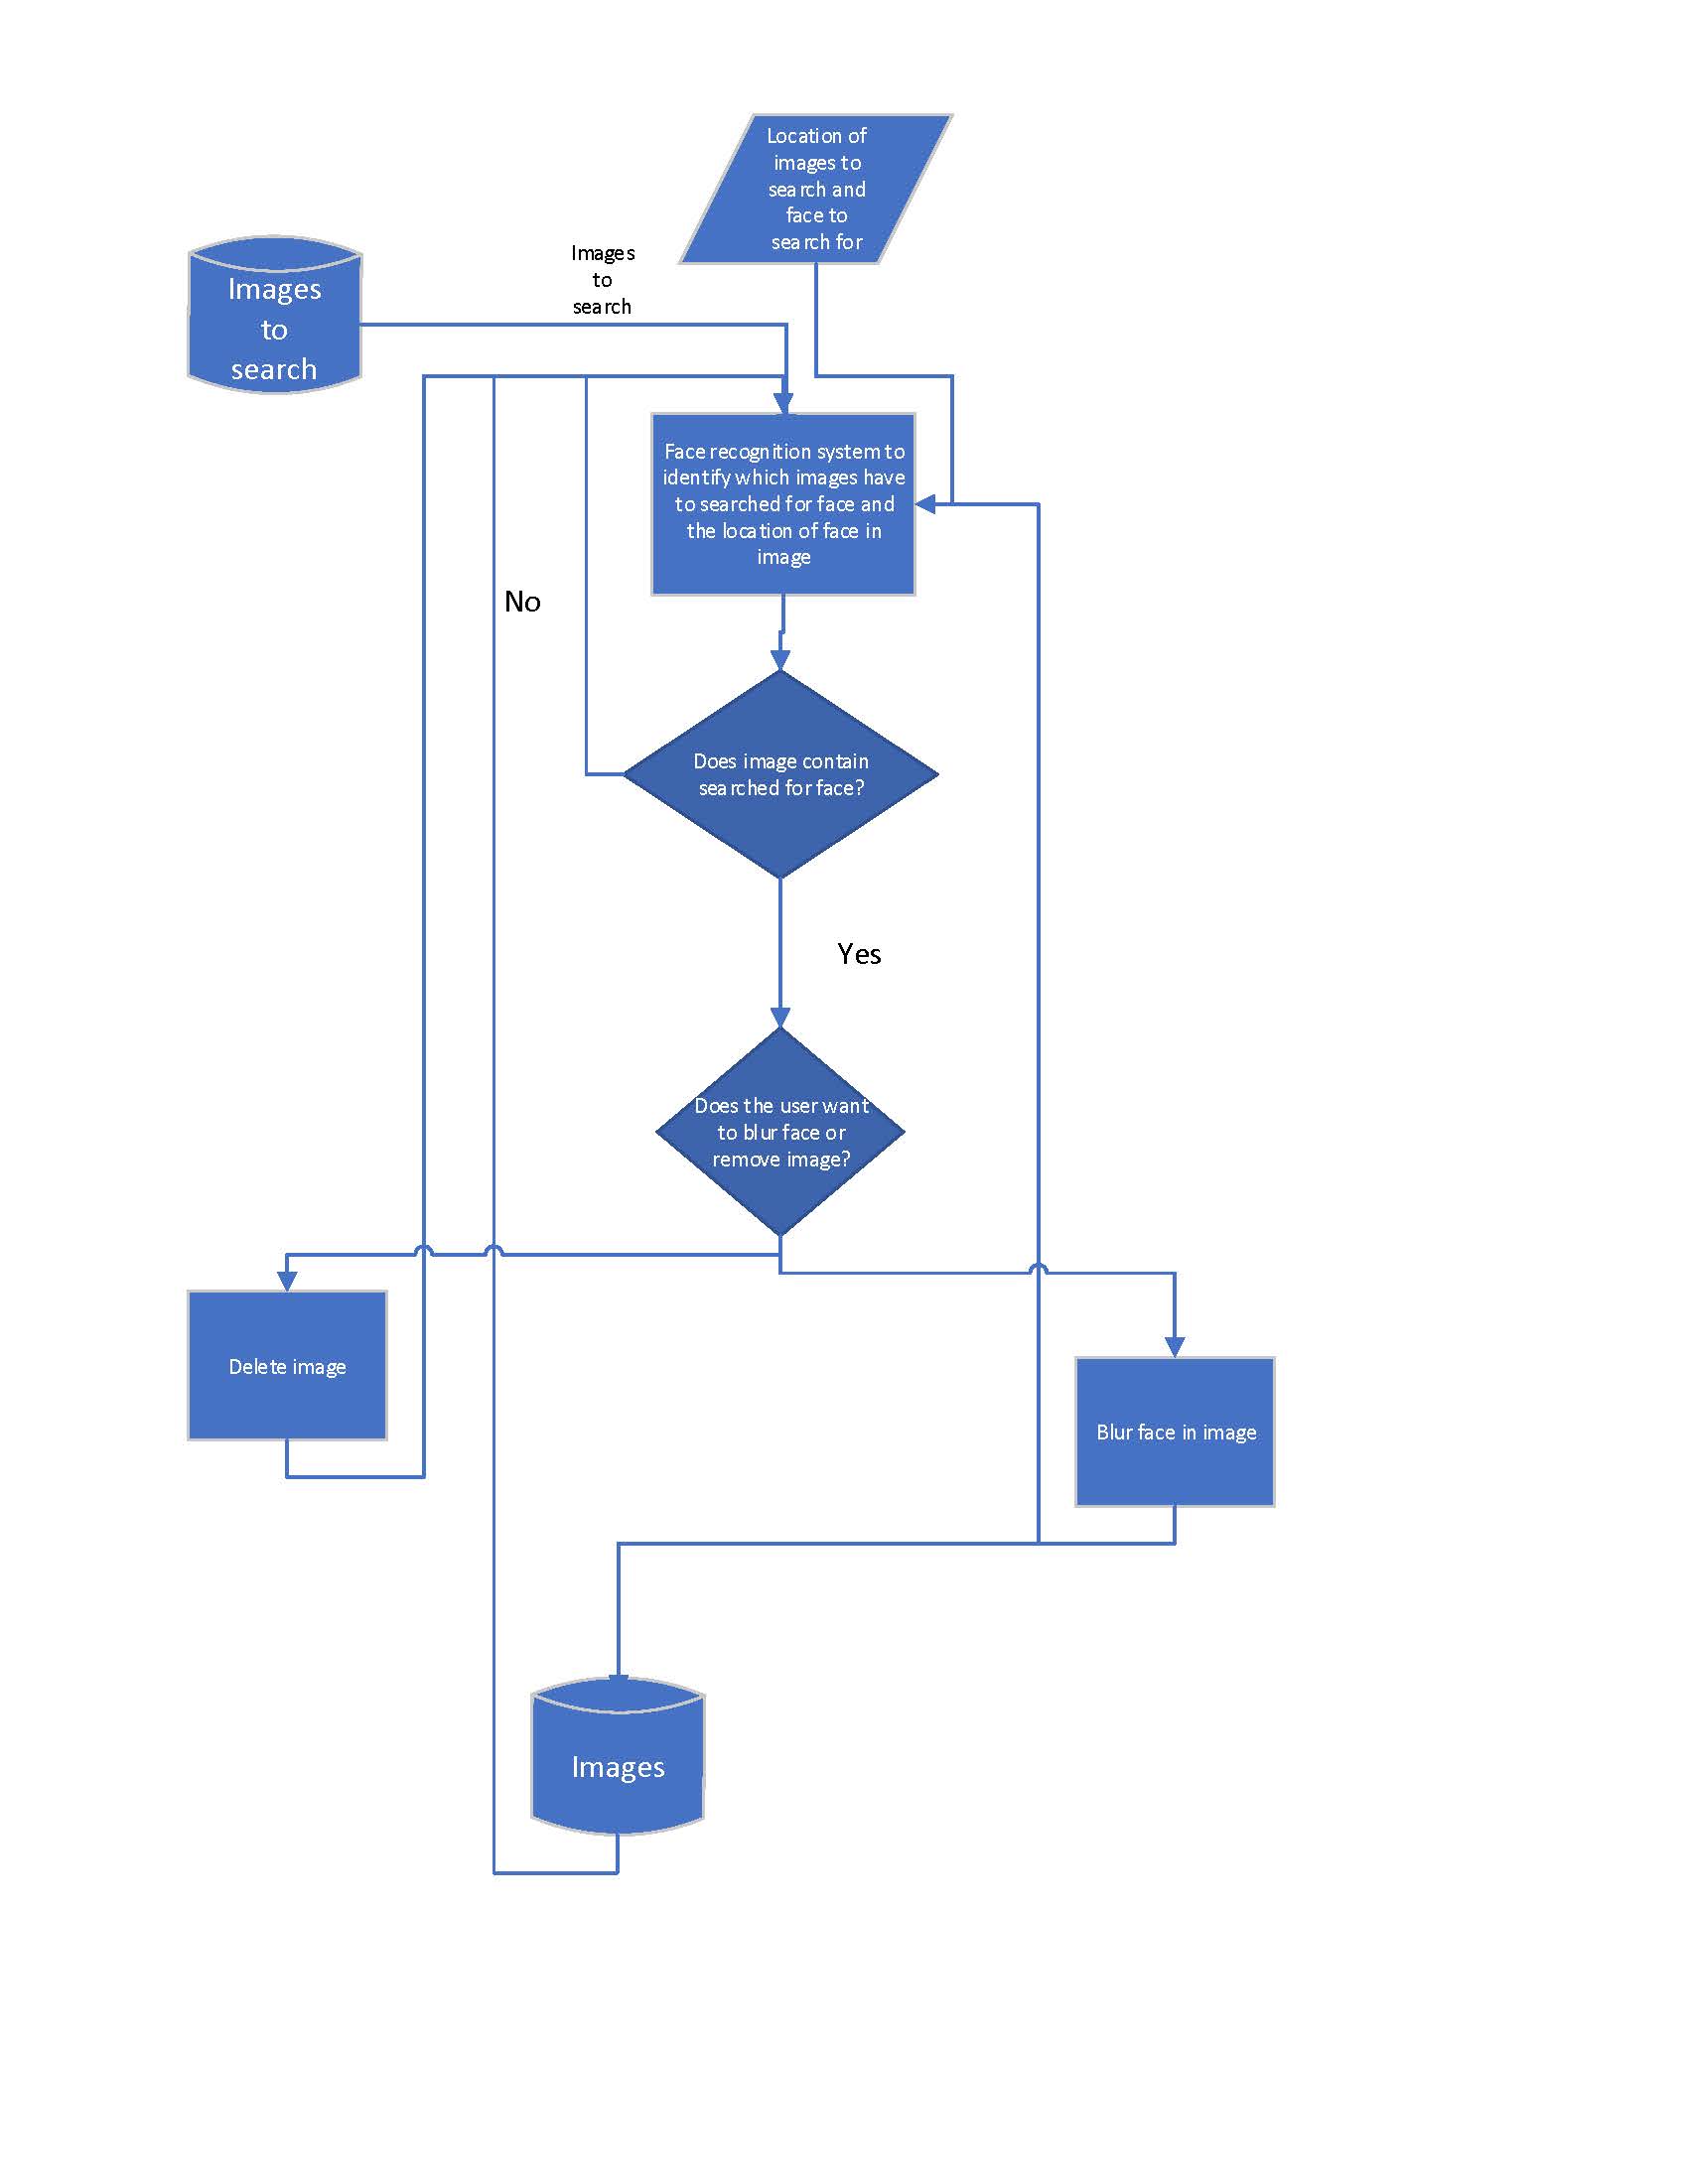 Location of
images to
search and
face to
search for
Images
to
search
Images
to
search
Face recognition system to
identify which images have
to searched for face and
the location of face in
image
No
Does image contain
searched for face?
Yes
Does the user want
to blur face or
remove image?
Delete image
Blur face in image
Images